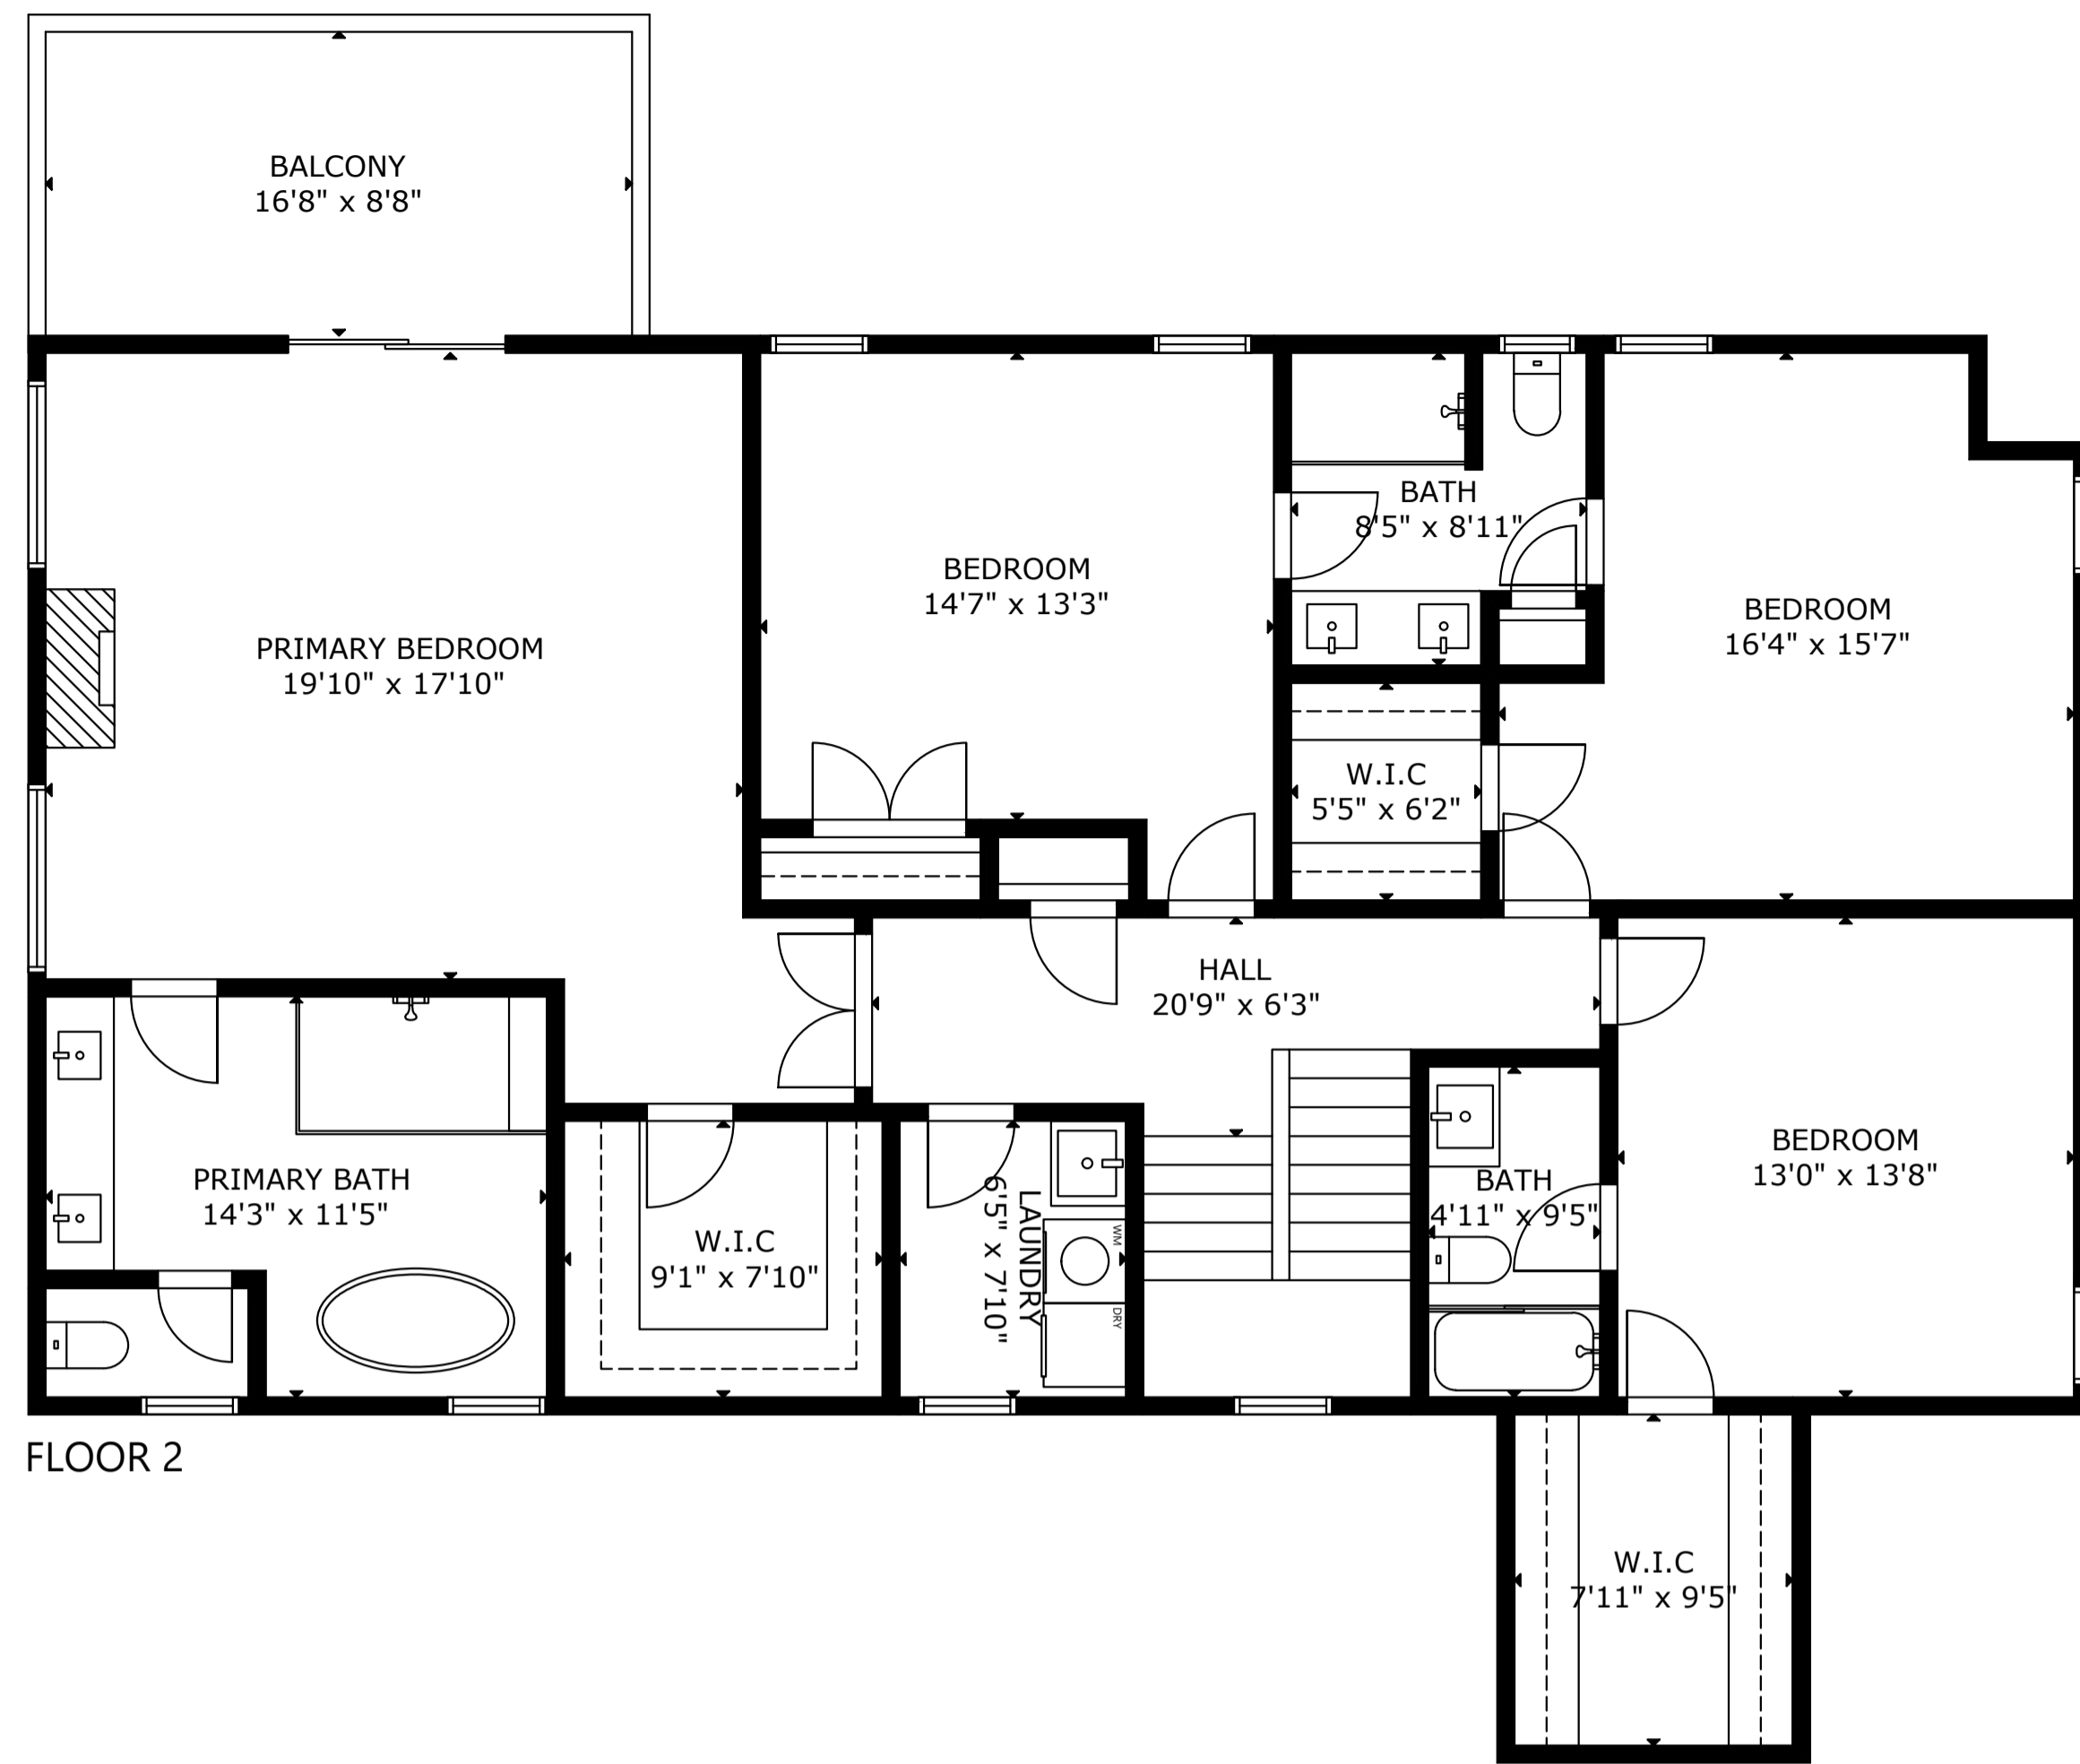 BALCONY
16'8" x 8'8"
BATH
8'5" x 8'11"
BEDROOM
14'7" x 13'3"
BEDROOM
16'4" x 15'7"
PRIMARY BEDROOM
19'10" x 17'10"
W.I.C
5'5" x 6'2"
HALL
20'9" x 6'3"
BEDROOM
13'0" x 13'8"
PRIMARY BATH
14'3" x 11'5"
BATH
4'11" x 9'5"
W.I.C
9'1" x 7'10"
LAUNDRY
6'5" x 7'10"
WM
DRY
FLOOR 2
W.I.C
7'11" x 9'5"